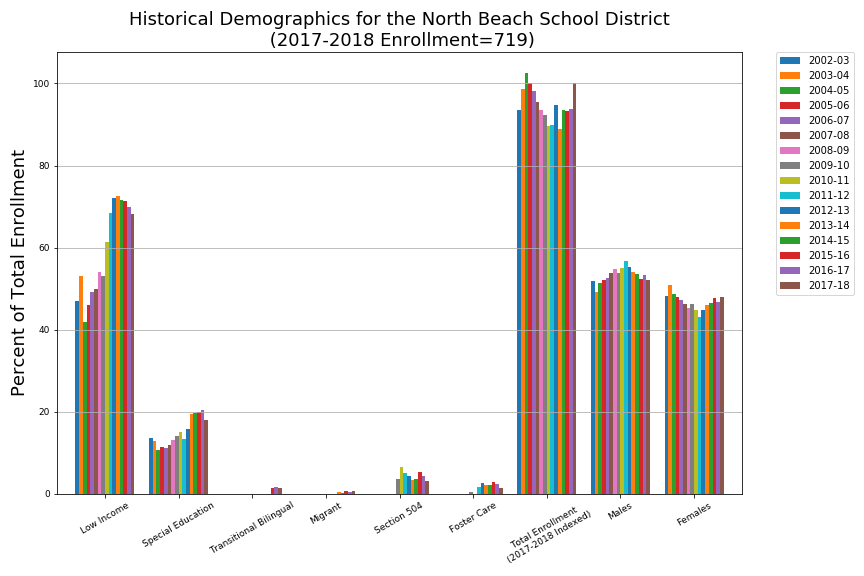 Historical Demographics for the North Beach School District
(2017-2018 Enrollment=719)
Percent of Total Enrollment
100
80
60
40
20
0
Low Income
Special Education
Transitional Bilingual
Migrant
Section 504
Foster Care
Total Enrollment
(2017-2018 Indexed)
Males
Females
2002-03
2003-04
2004-05
2005-06
2006-07
2007-08
2008-09
2009-10
2010-11
2011-12
2012-13
2013-14
2014-15
2015-16
2016-17
2017-18